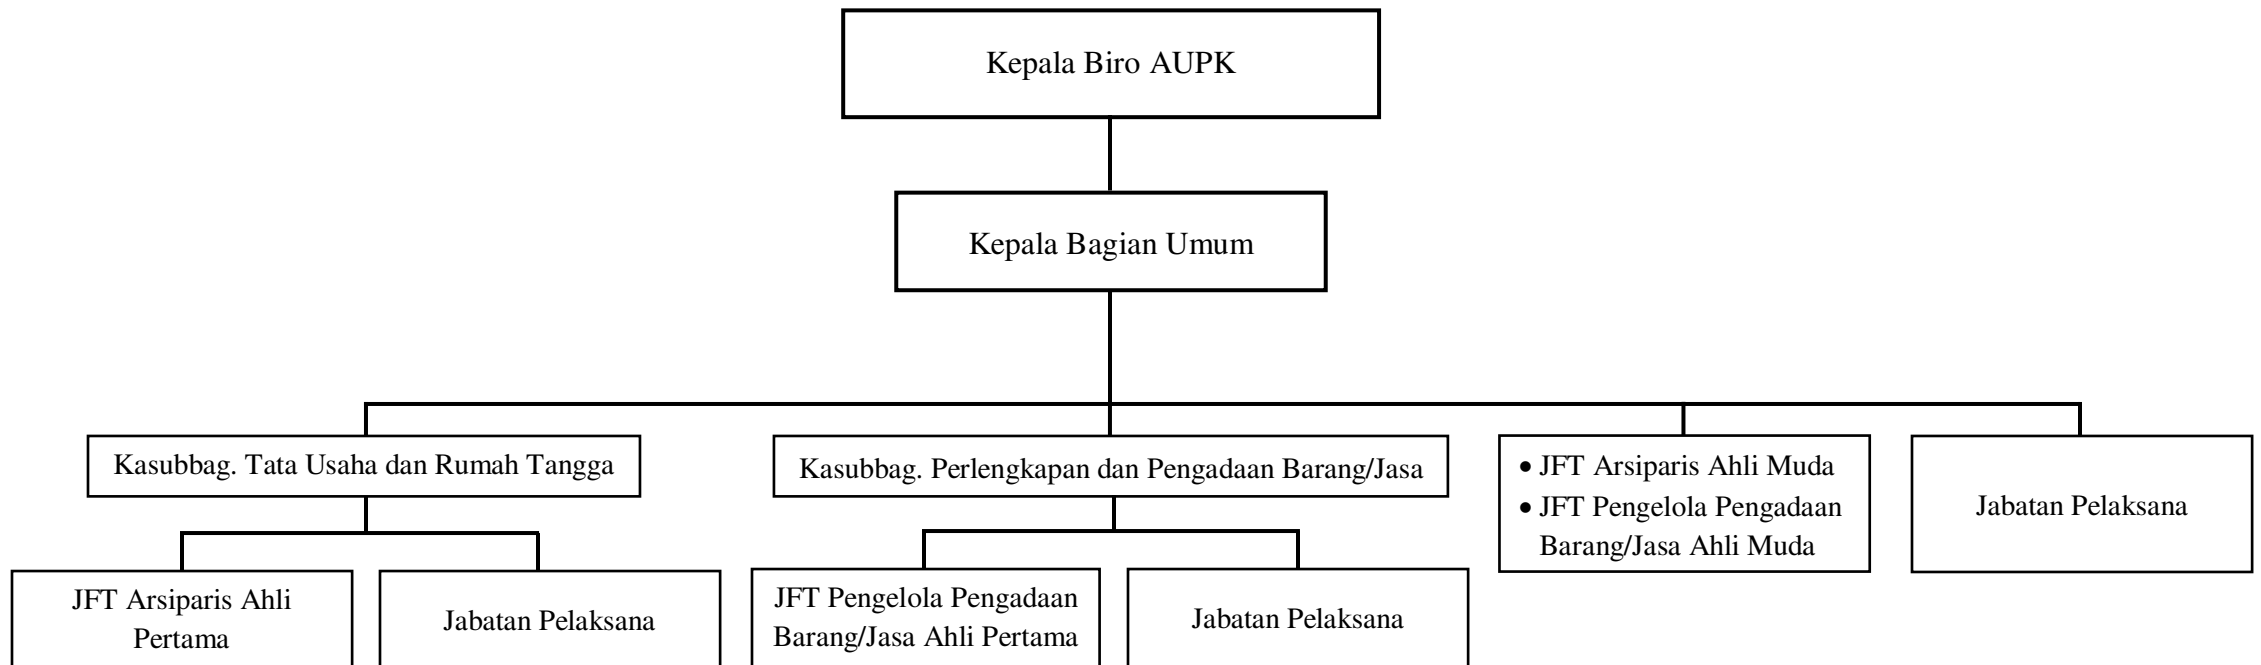 Kepala Biro AUPK
Kepala Bagian Umum
Kasubbag. Tata Usaha dan Rumah Tangga
Kasubbag. Perlengkapan dan Pengadaan Barang/Jasa
• JFT Arsiparis Ahli Muda
• JFT Pengelola Pengadaan
Barang/Jasa Ahli Muda
Jabatan Pelaksana
JFT Arsiparis Ahli
Pertama
Jabatan Pelaksana
JFT Pengelola Pengadaan
Barang/Jasa Ahli Pertama
Jabatan Pelaksana